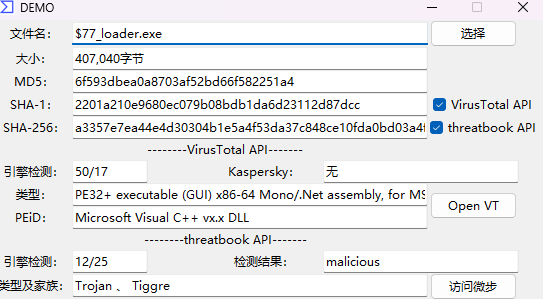 DEMO
文件名： $77_loader.exe 选择
大小： 407,040字节
MD5： 6f593dbea0a8703af52bd66f582251a4
SHA-1： 2201a210e9680ec079b08bdb1da6d23112d87dcc VirusTotal API
SHA-256： a3357e7ea44e4d30304b1e5a4f53da37c848ce10fda0bd03a4f threatbook API
--------VirusTotal API-------
引擎检测： 50/17 Kaspersky: 无
类型： PE32+ executable (GUI) x86-64 Mono/.Net assembly, for MS Open VT
PEiD： Microsoft Visual C++ vx.x DLL
--------threatbook API-------
引擎检测： 12/25 检测结果： malicious
类型及家族： Trojan 、 Tiggre 访问微步